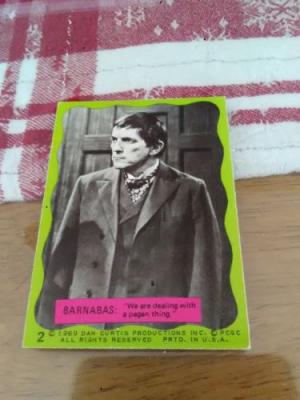 BARNABAS: "We are dealing with
a pagan thing."
2 © 1969 DAN CURTIS PRODUCTIONS INC. © PCGC
ALL RIGHTS RESERVED PRTD. IN U.S.A.